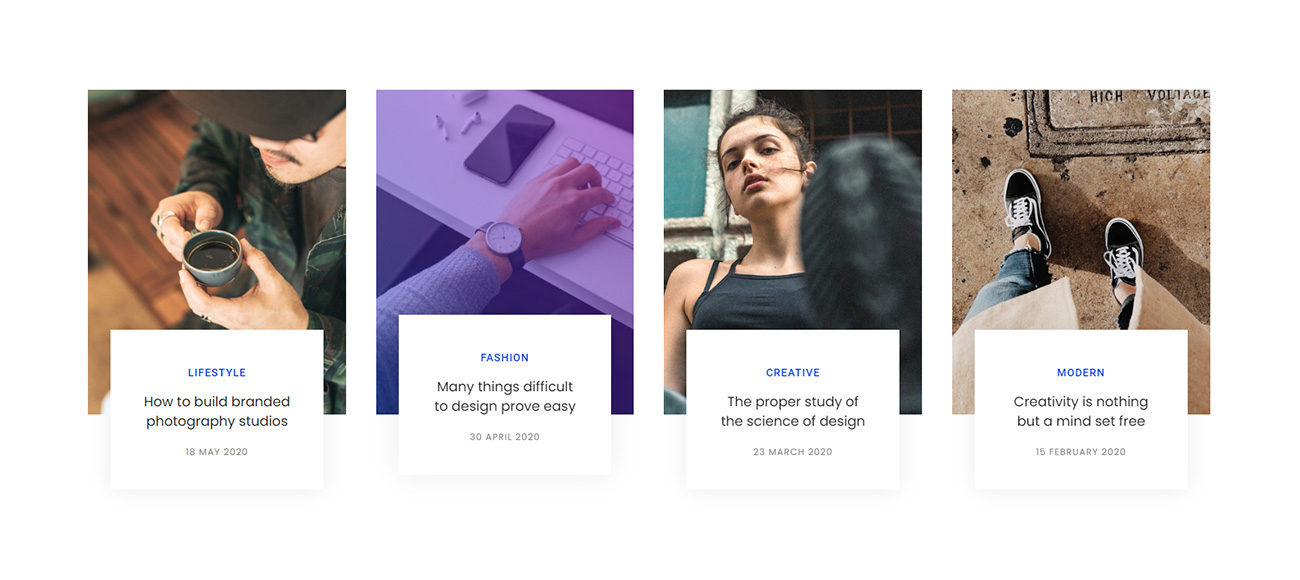 HIGH VOLTAGE
LIFESTYLE
How to build branded
photography studios
18 MAY 2020
FASHION
Many things difficult
to design prove easy
30 APRIL 2020
CREATIVE
The proper study of
the science of design
23 MARCH 2020
MODERN
Creativity is nothing
but a mind set free
15 FEBRUARY 2020